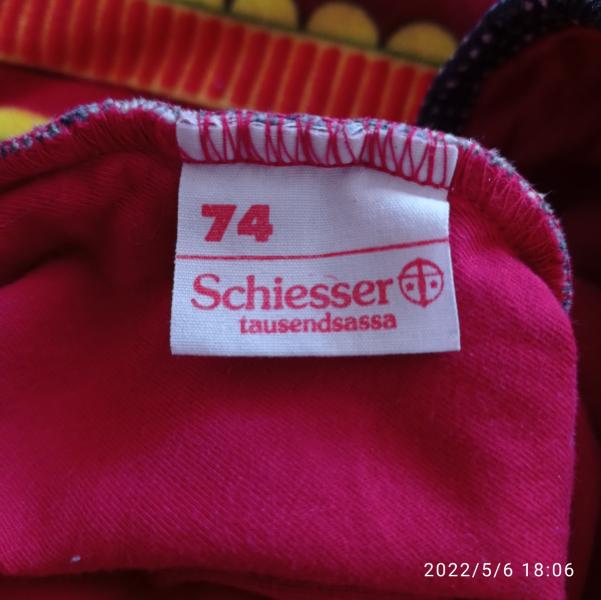 74
Schiesser
tausendsassa
2022/5/6 18:06